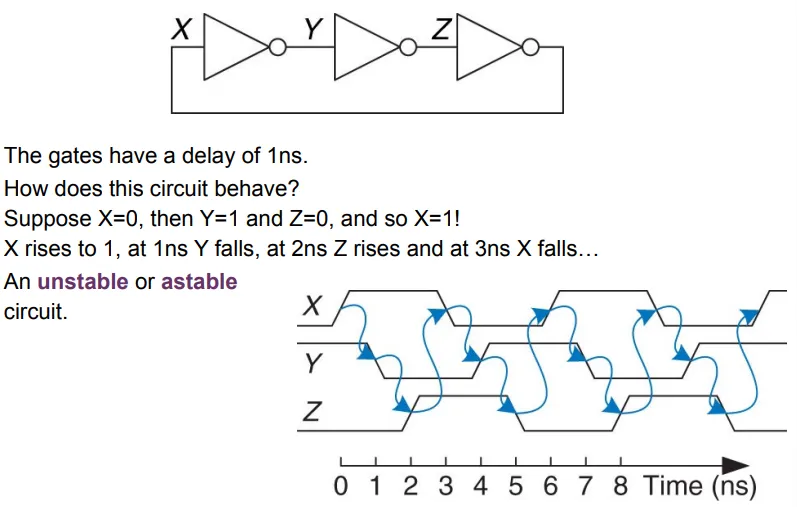 X Y Z
The gates have a delay of 1ns.
How does this circuit behave?
Suppose X=0, then Y=1 and Z=0, and so X=1!
X rises to 1, at 1ns Y falls, at 2ns Z rises and at 3ns X falls…
An unstable or astable
circuit.
X
Y
Z
0 1 2 3 4 5 6 7 8 Time (ns)